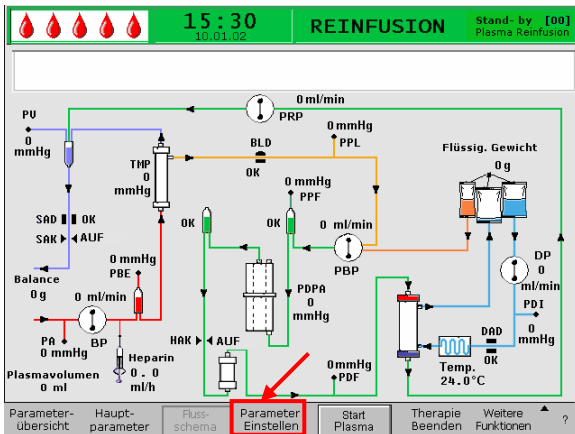 15:30
10.01.02
REINFUSION
Stand- by [00]
Plasma Reinfusion
0 ml/min
PRP
PV
0
mmHg
TMP
0
mmHg
BLD
OK
0 mmHg
PPL
Flüssig. Gewicht
0 g
0 mmHg
PPF
SAD
OK
SAK
AUF
OK
OK
0 ml/min
PBP
DP
0
ml/min
Balance
0 g
0 mmHg
PBE
0 ml/min
PDPA
0
mmHg
PDI
0
mmHg
PA
0 mmHg
BP
HAK
AUF
DAD
OK
Heparin
0.0
ml/h
Plasmavolumen
0 ml
0 mmHg
PDF
Temp.
24.0°C
Parameter-
übersicht
Haupt-
parameter
Fluss-
schema
Parameter
Einstellen
Start
Plasma
Therapie
Beenden
Weitere
Funktionen
?